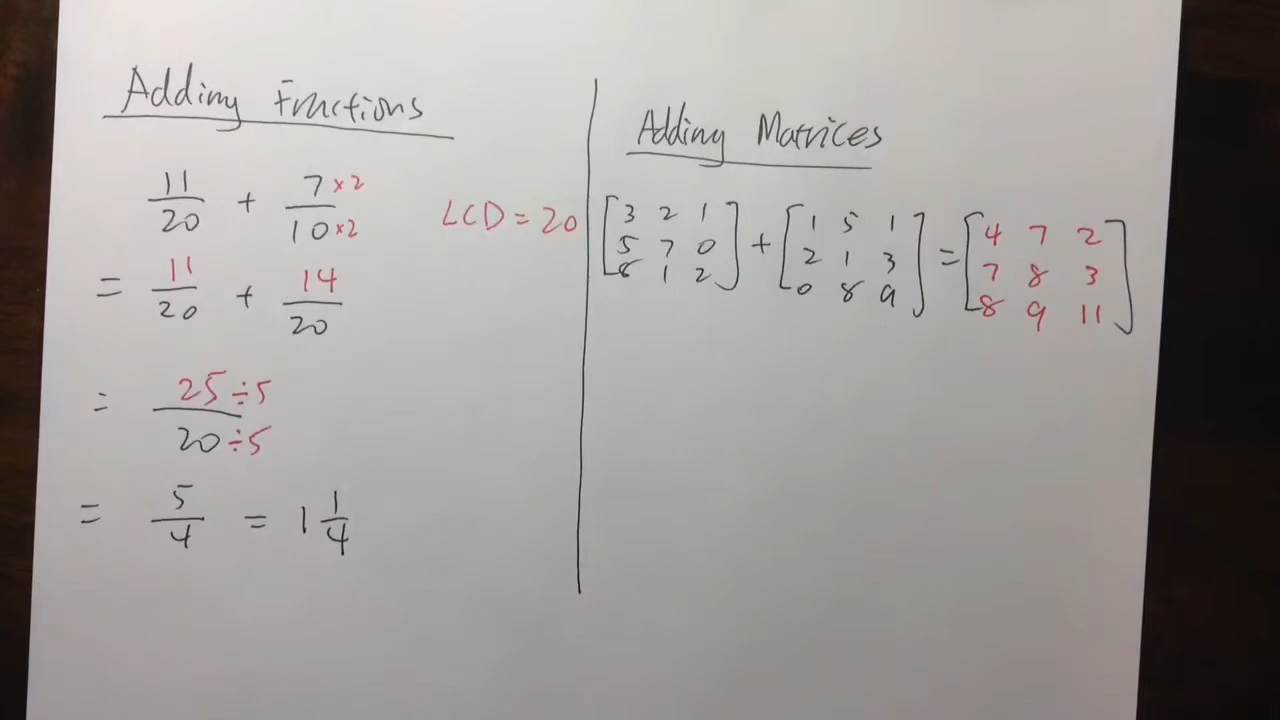 Adding Fractions
11/20 + 7×2/10×2 LCD = 20
= 11/20 + 14/20
= 25÷5/20÷5
= 5/4 = 1 1/4
Adding Matrices
[3 2 1] + [1 5 1] = [4 7 2]
[5 7 0] [2 1 3] [7 8 3]
[8 1 2] [0 8 9] [8 9 11]